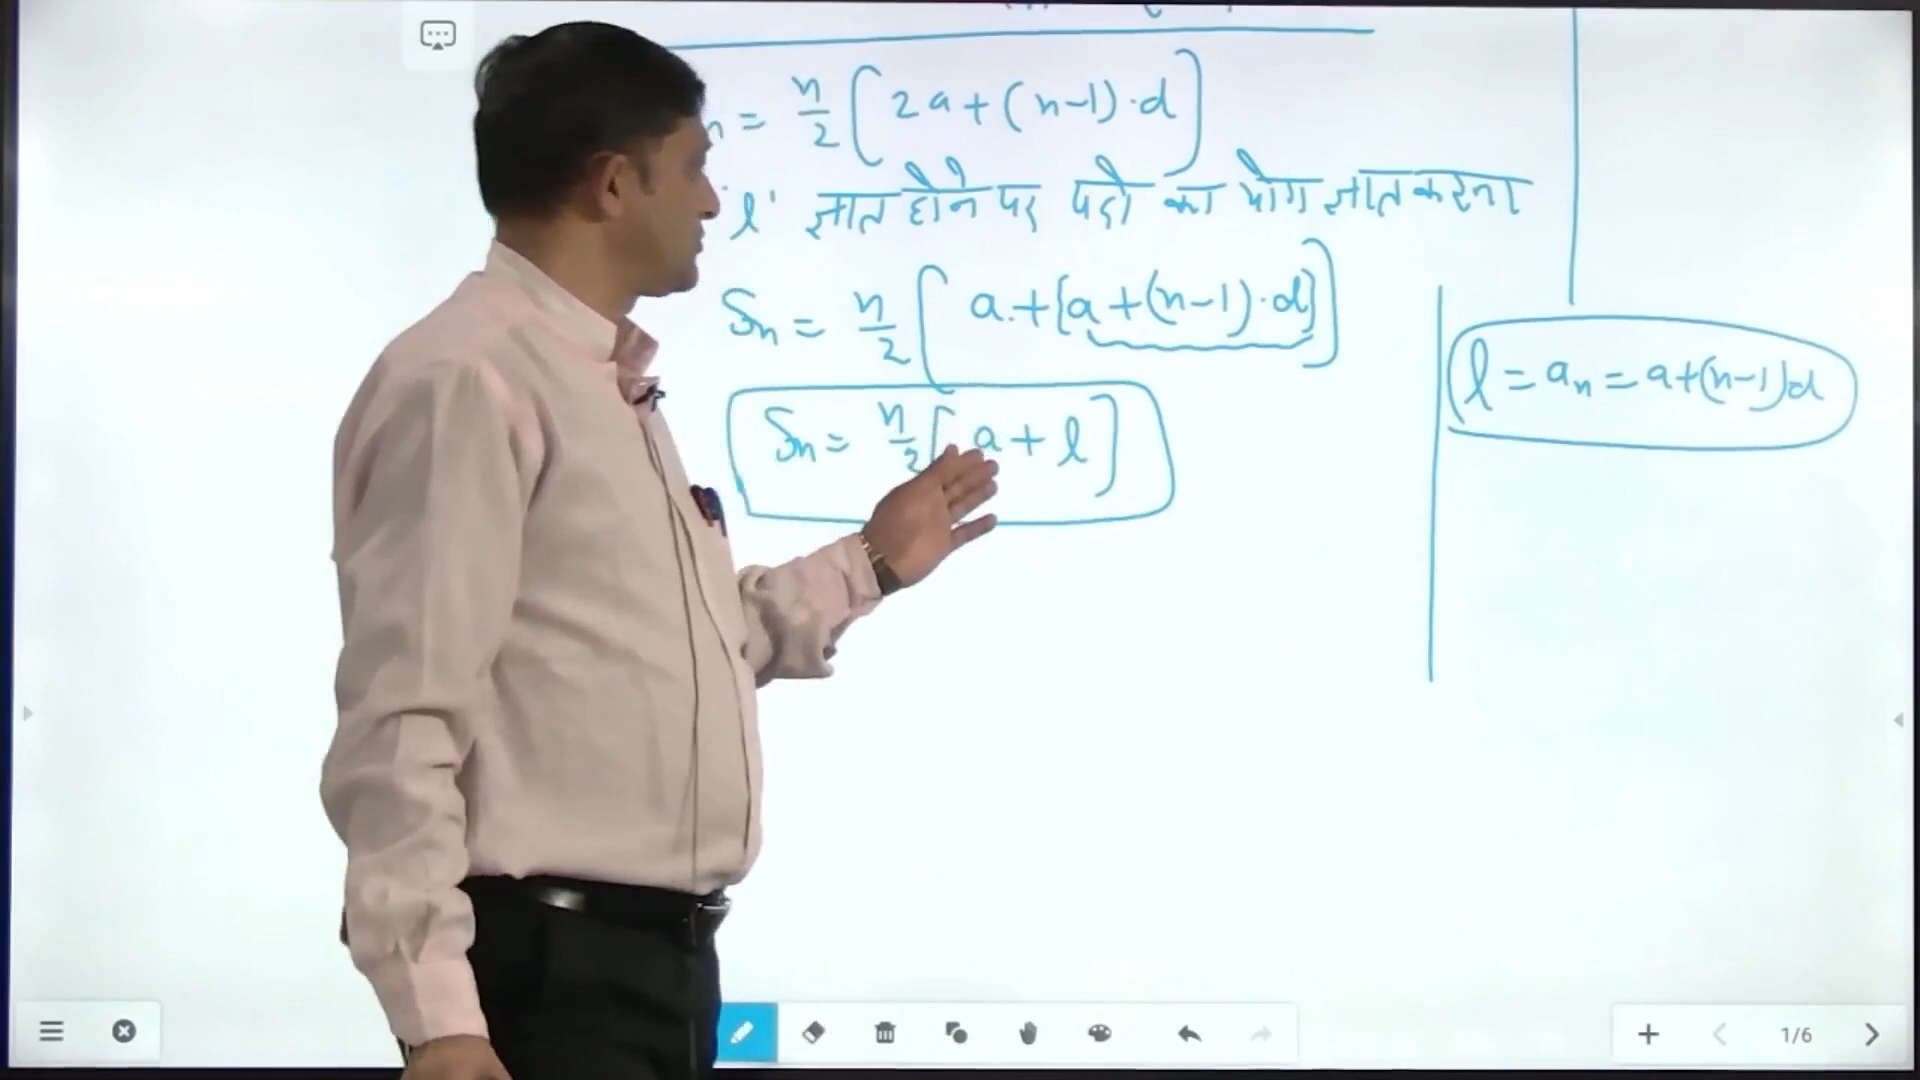 n = n/2 [ 2a + (n-1)·d ]
'l' ज्ञात होने पर पदो का योग ज्ञात करना
Sn = n/2 [ a + [a + (n-1)·d] ]
l = an = a+(n-1)d
Sn = n/2 [ a + l ]
1/6